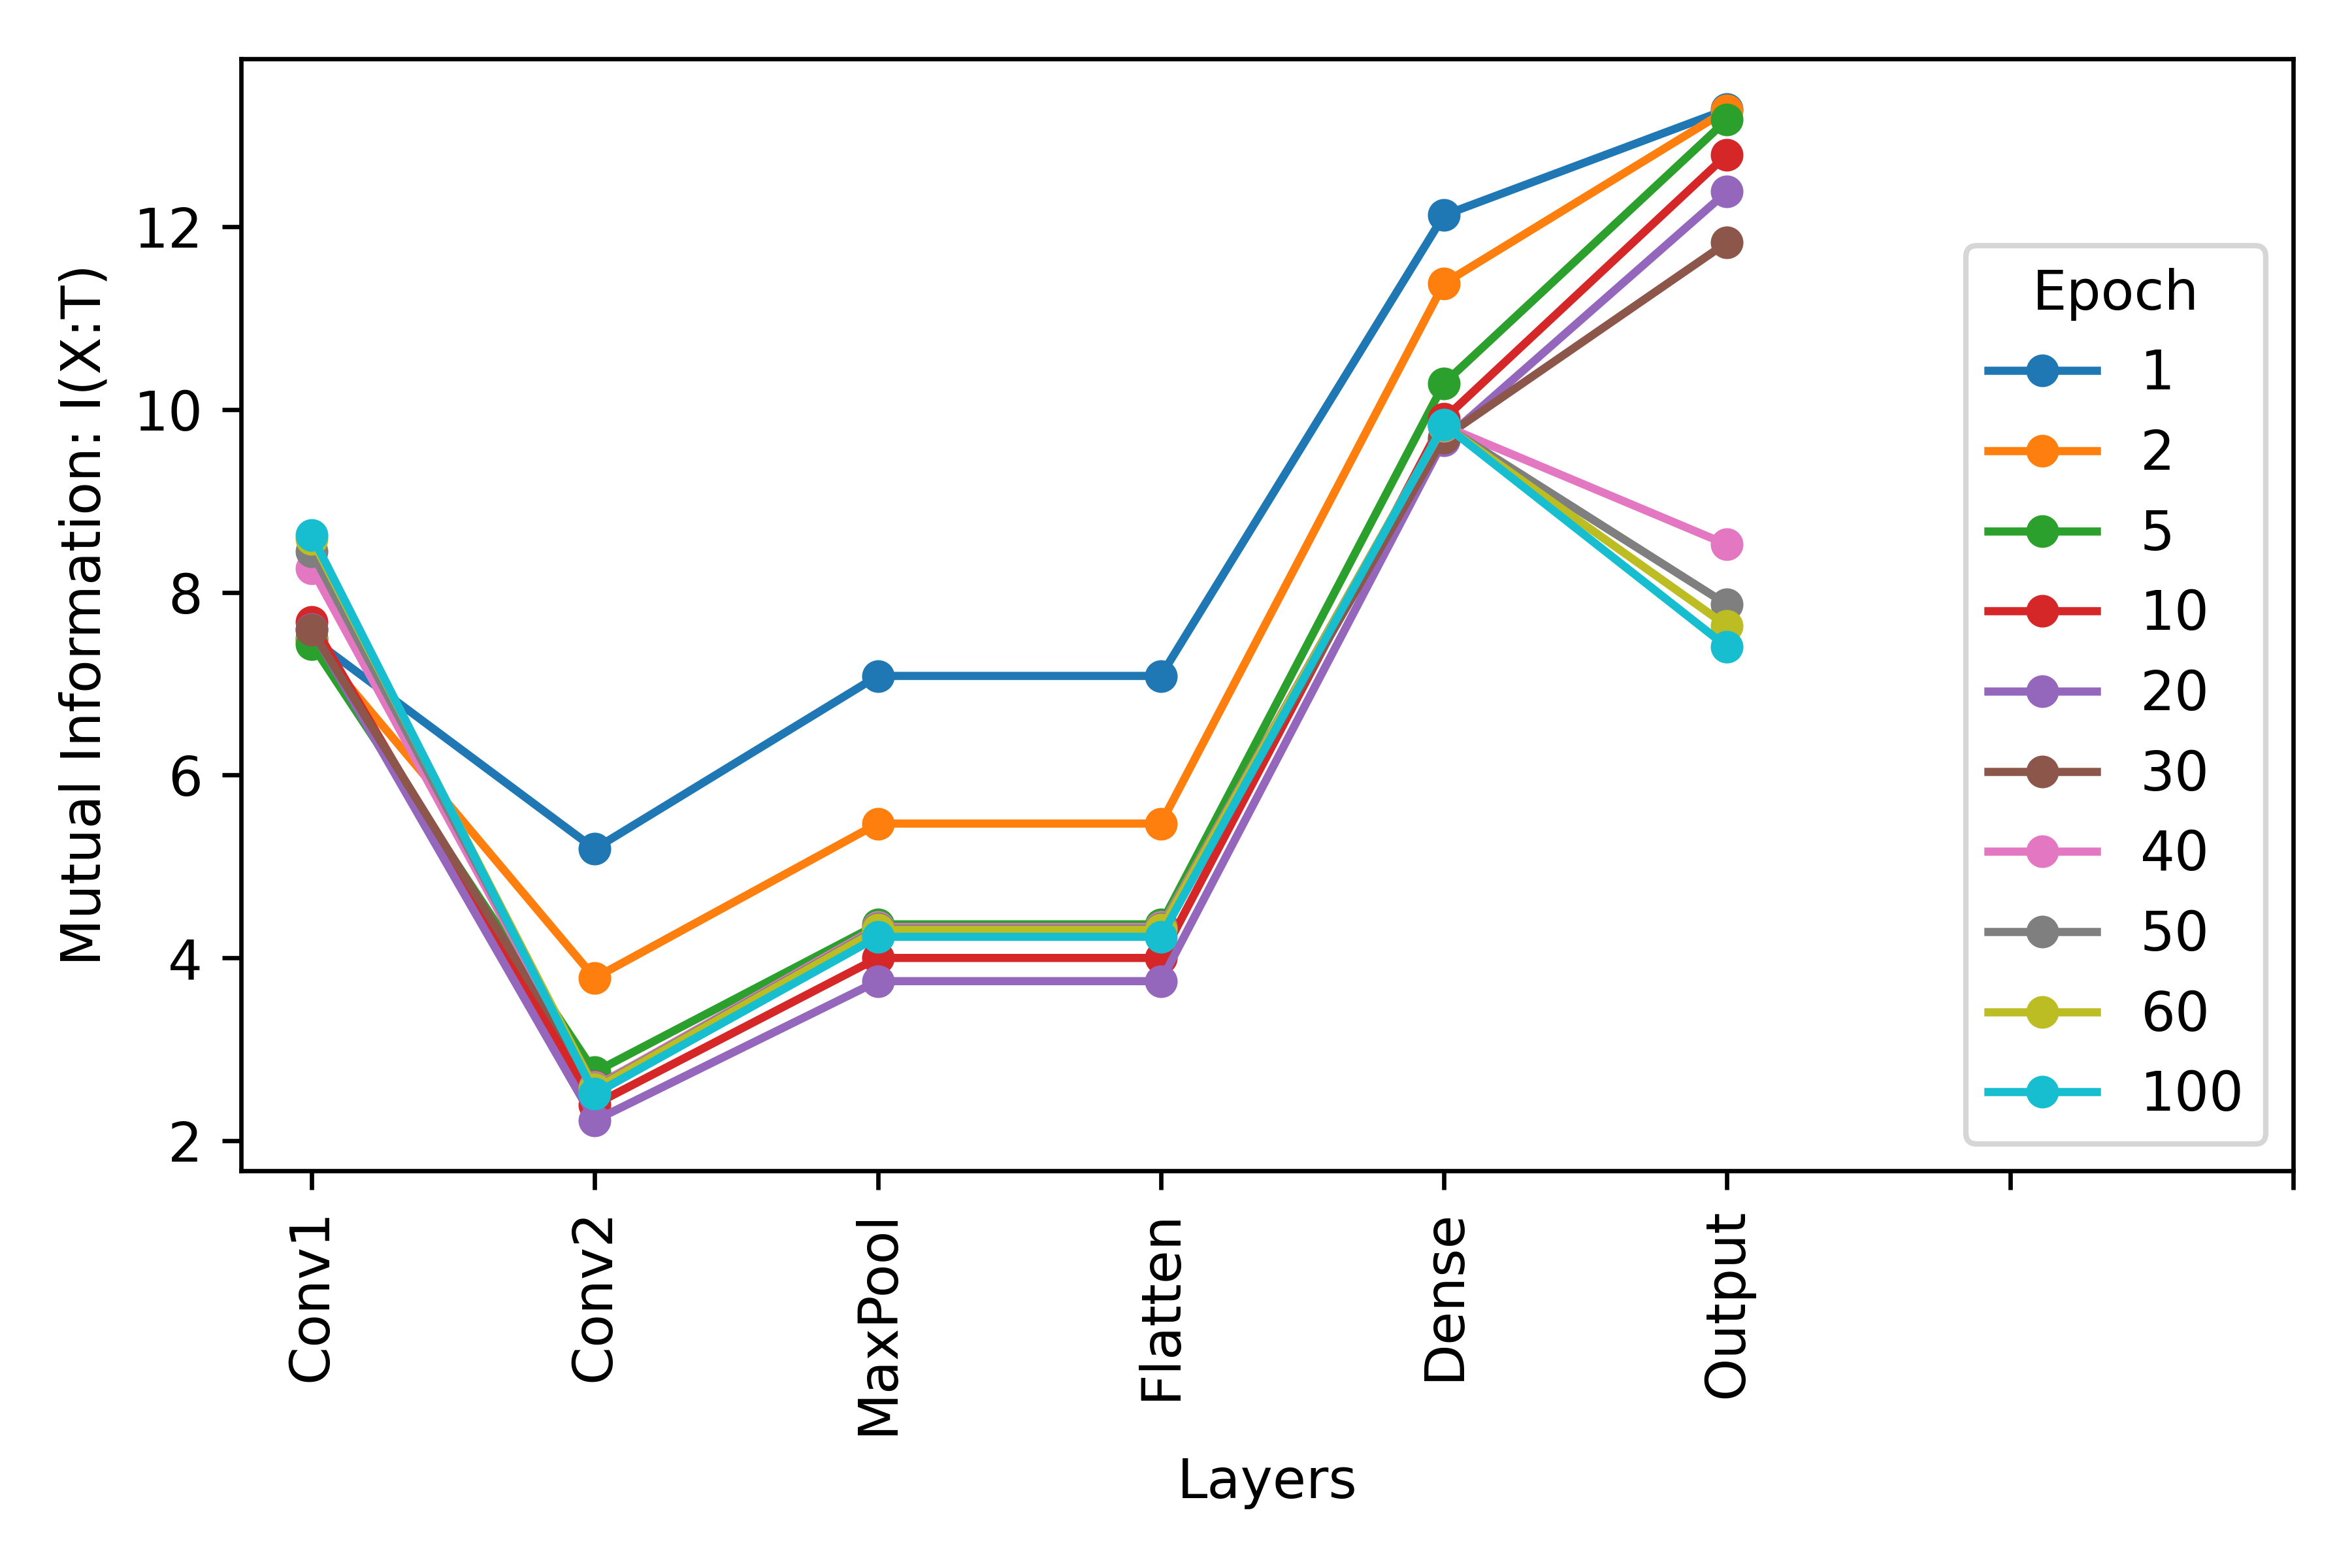 Mutual Information: I(X:T)
12
10
8
6
4
2
Epoch
1
2
5
10
20
30
40
50
60
100
Conv1
Conv2
MaxPool
Flatten
Dense
Output
Layers